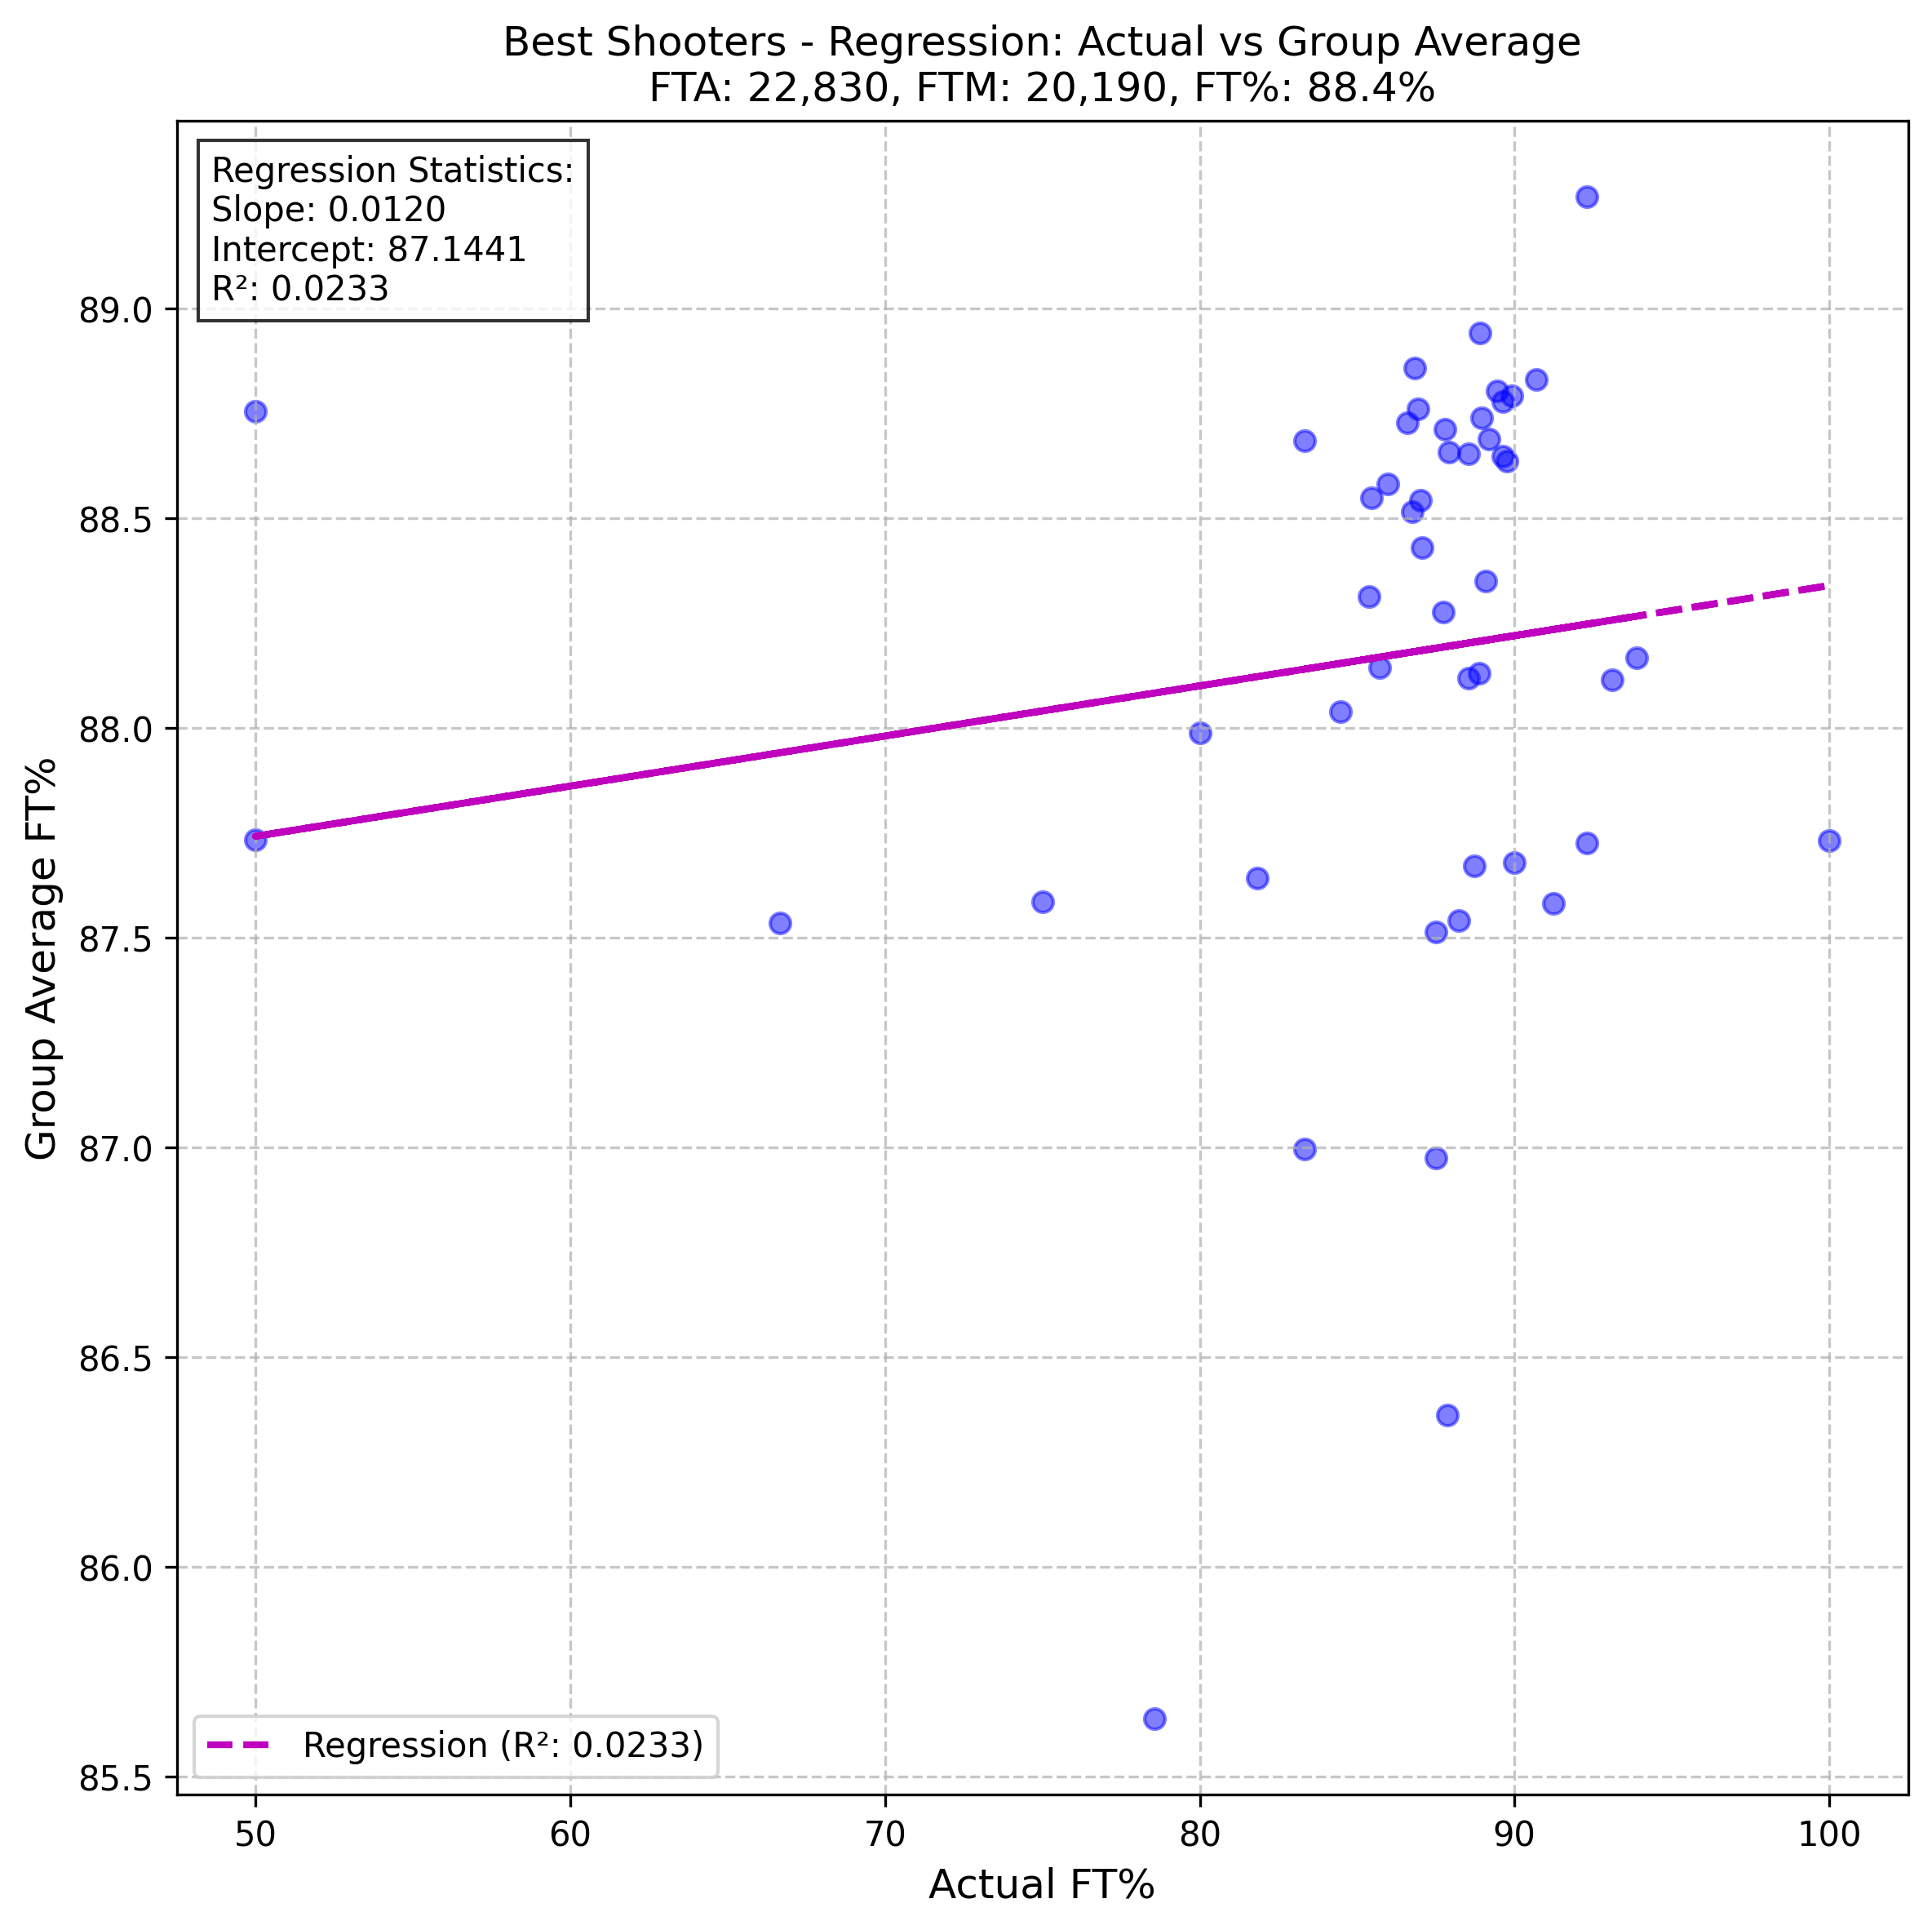 Best Shooters - Regression: Actual vs Group Average
FTA: 22,830, FTM: 20,190, FT%: 88.4%
Regression Statistics:
Slope: 0.0120
Intercept: 87.1441
R²: 0.0233
Group Average FT%
89.0
88.5
88.0
87.5
87.0
86.5
86.0
85.5
Regression (R²: 0.0233)
50 60 70 80 90 100
Actual FT%